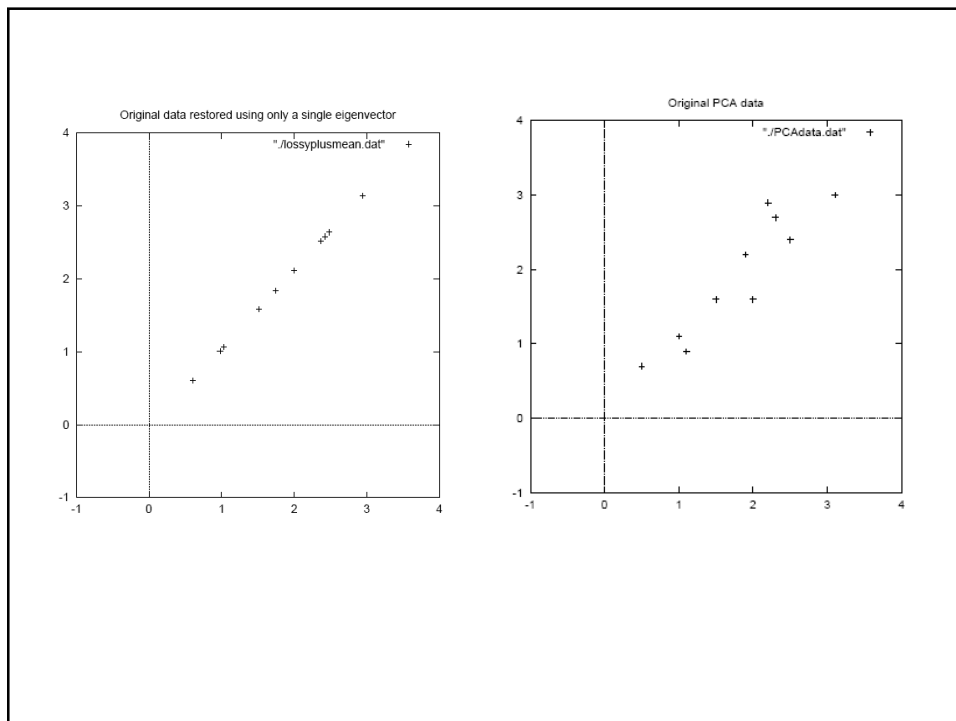 Original data restored using only a single eigenvector
"./lossyplusmean.dat"
4
3
2
1
0
-1
-1 0 1 2 3 4
Original PCA data
"./PCAdata.dat"
4
3
2
1
0
-1
-1 0 1 2 3 4